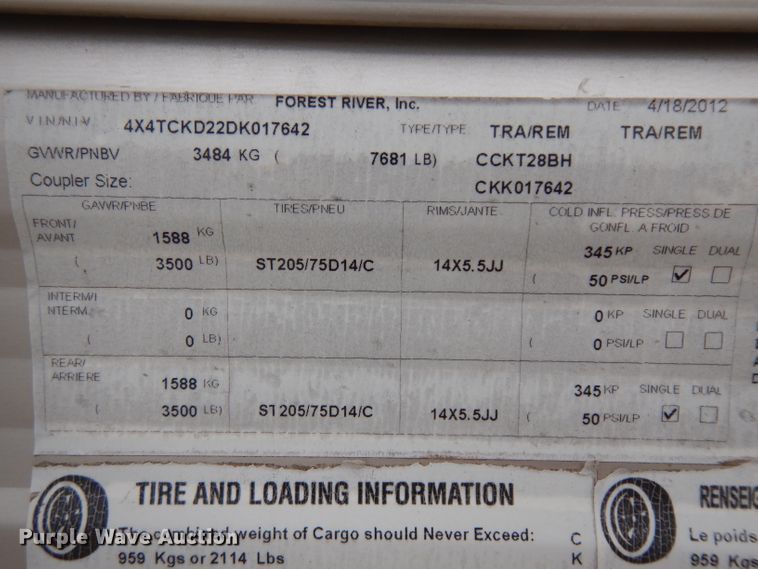 MANUFACTURED BY / FABRIQUE PAR FOREST RIVER, Inc. DATE 4/18/2012
V I N/N I V 4X4TCKD22DK017642 TYPE/TYPE TRA/REM TRA/REM
GVWR/PNBV 3484 KG ( 7681 LB) CCKT28BH
Coupler Size: CKK017642
GAWR/PNBE TIRES/PNEU RIMS/JANTE COLD INFL. PRESS/PRESS DE
GONFL. A FROID
FRONT/
AVANT 1588 KG 345 KP SINGLE DUAL
( 3500 LB) ST205/75D14/C 14X5.5JJ ( 50 PSI/LP
INTERM./I
NTERM. 0 KG 0 KP SINGLE DUAL
( 0 LB) ( 0 PSI/LP
REAR/
ARRIERE 1588 KG 345 KP SINGLE DUAL
( 3500 LB) ST205/75D14/C 14X5.5JJ ( 50 PSI/LP
TIRE AND LOADING INFORMATION
The combined weight of Cargo should Never Exceed: C
959 Kgs or 2114 Lbs K
RENSEIG
Le poids
959 Kgs
Purple Wave Auction